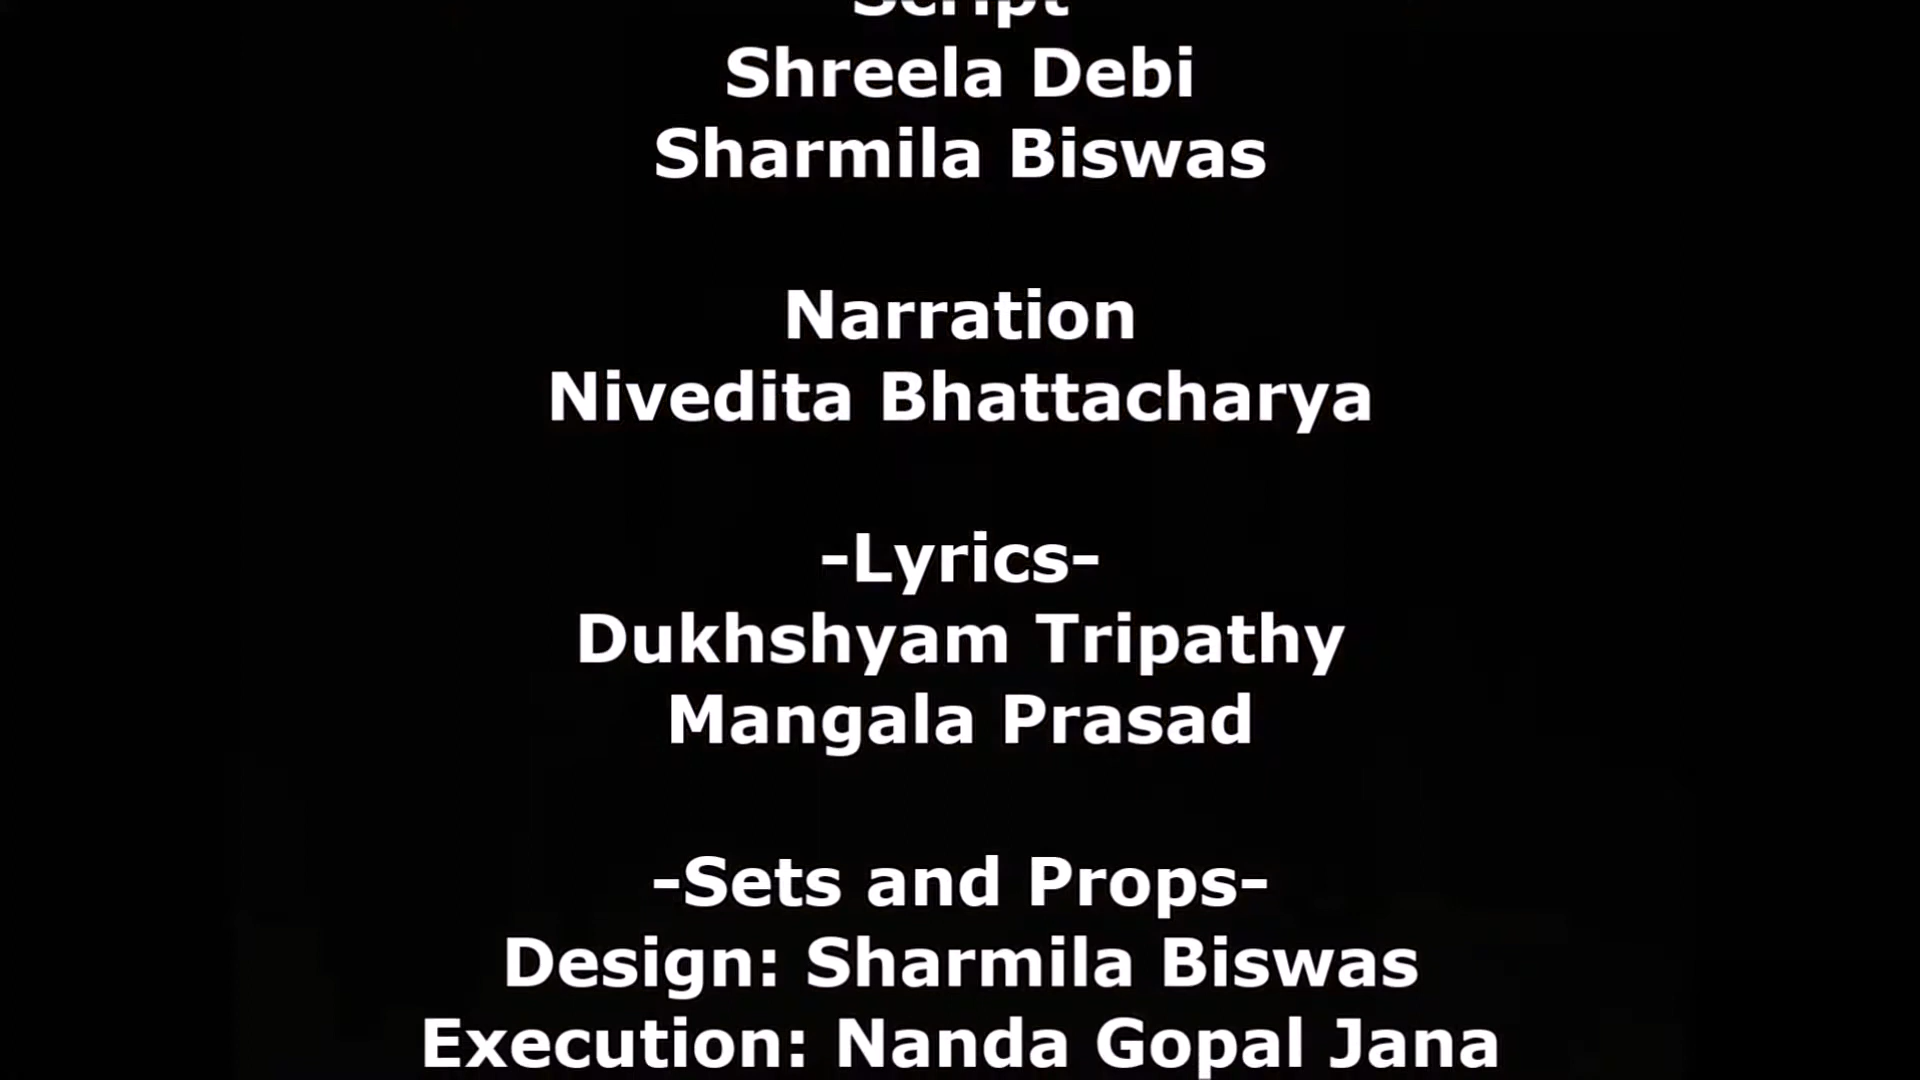 Script
Shreela Debi
Sharmila Biswas
Narration
Nivedita Bhattacharya
-Lyrics-
Dukhshyam Tripathy
Mangala Prasad
-Sets and Props-
Design: Sharmila Biswas
Execution: Nanda Gopal Jana